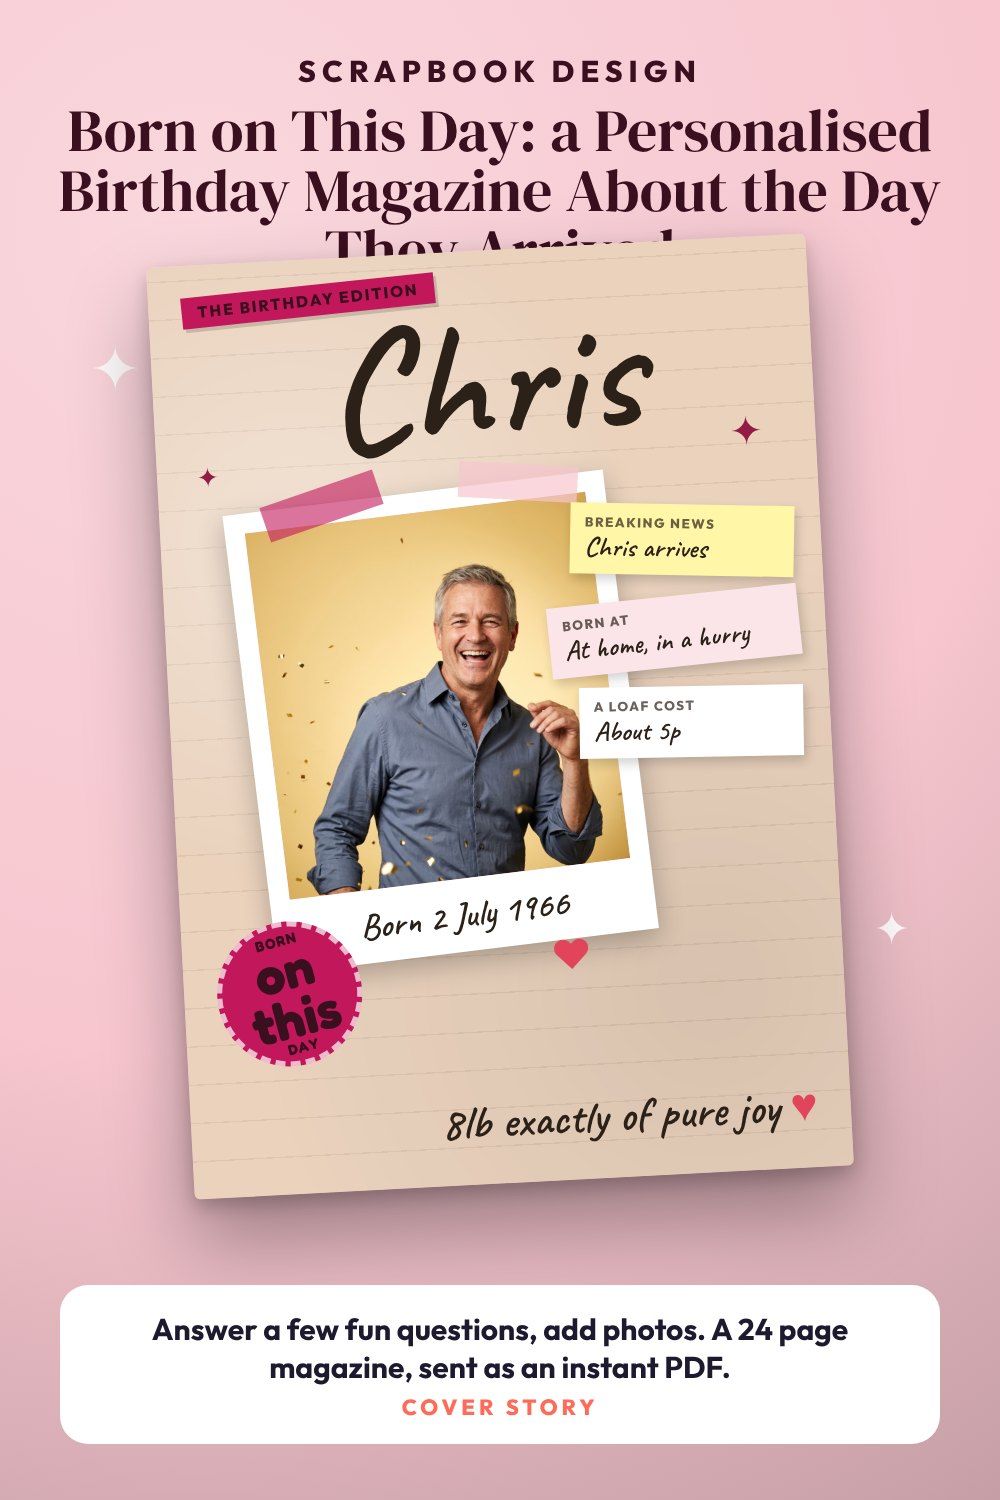 SCRAPBOOK DESIGN
Born on This Day: a Personalised
Birthday Magazine About the Day
They Arrived
THE BIRTHDAY EDITION
Chris
BREAKING NEWS
Chris arrives
BORN AT
At home, in a hurry
A LOAF COST
About 5p
Born 2 July 1966
BORN
on
this
DAY
8lb exactly of pure joy
Answer a few fun questions, add photos. A 24 page
magazine, sent as an instant PDF.
COVER STORY